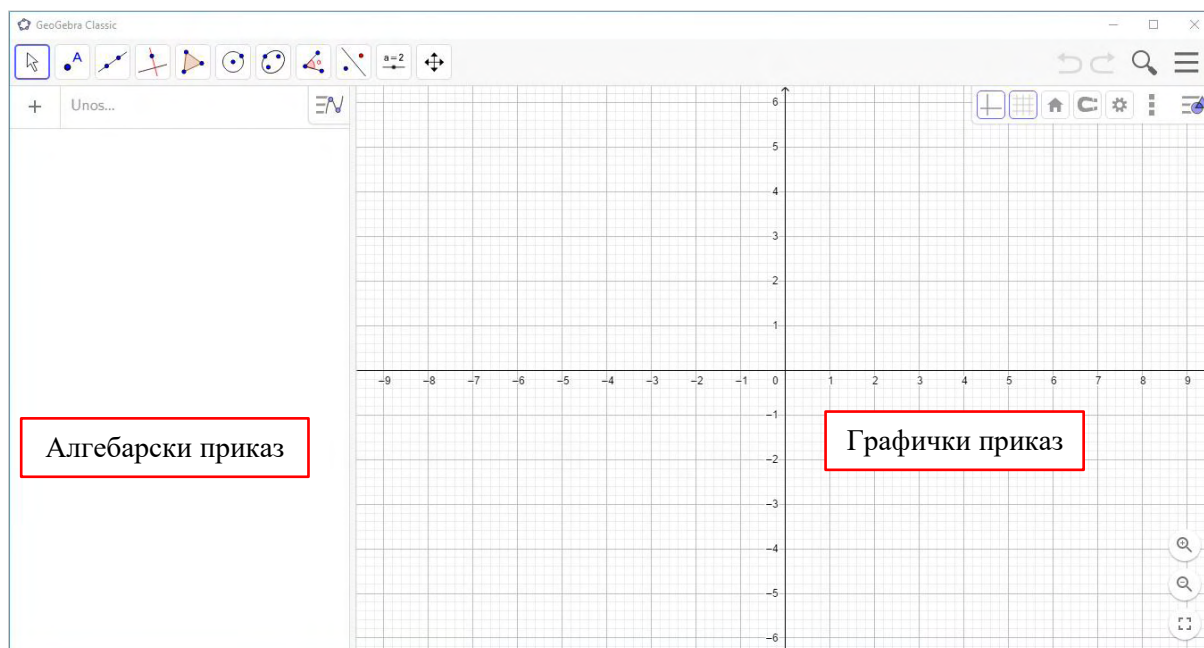 GeoGebra Classic
A
a=2
Unos...
6
5
4
3
2
1
-9 -8 -7 -6 -5 -4 -3 -2 -1 0 1 2 3 4 5 6 7 8 9
-1
Алгебарски приказ
Графички приказ
-2
-3
-4
-5
-6